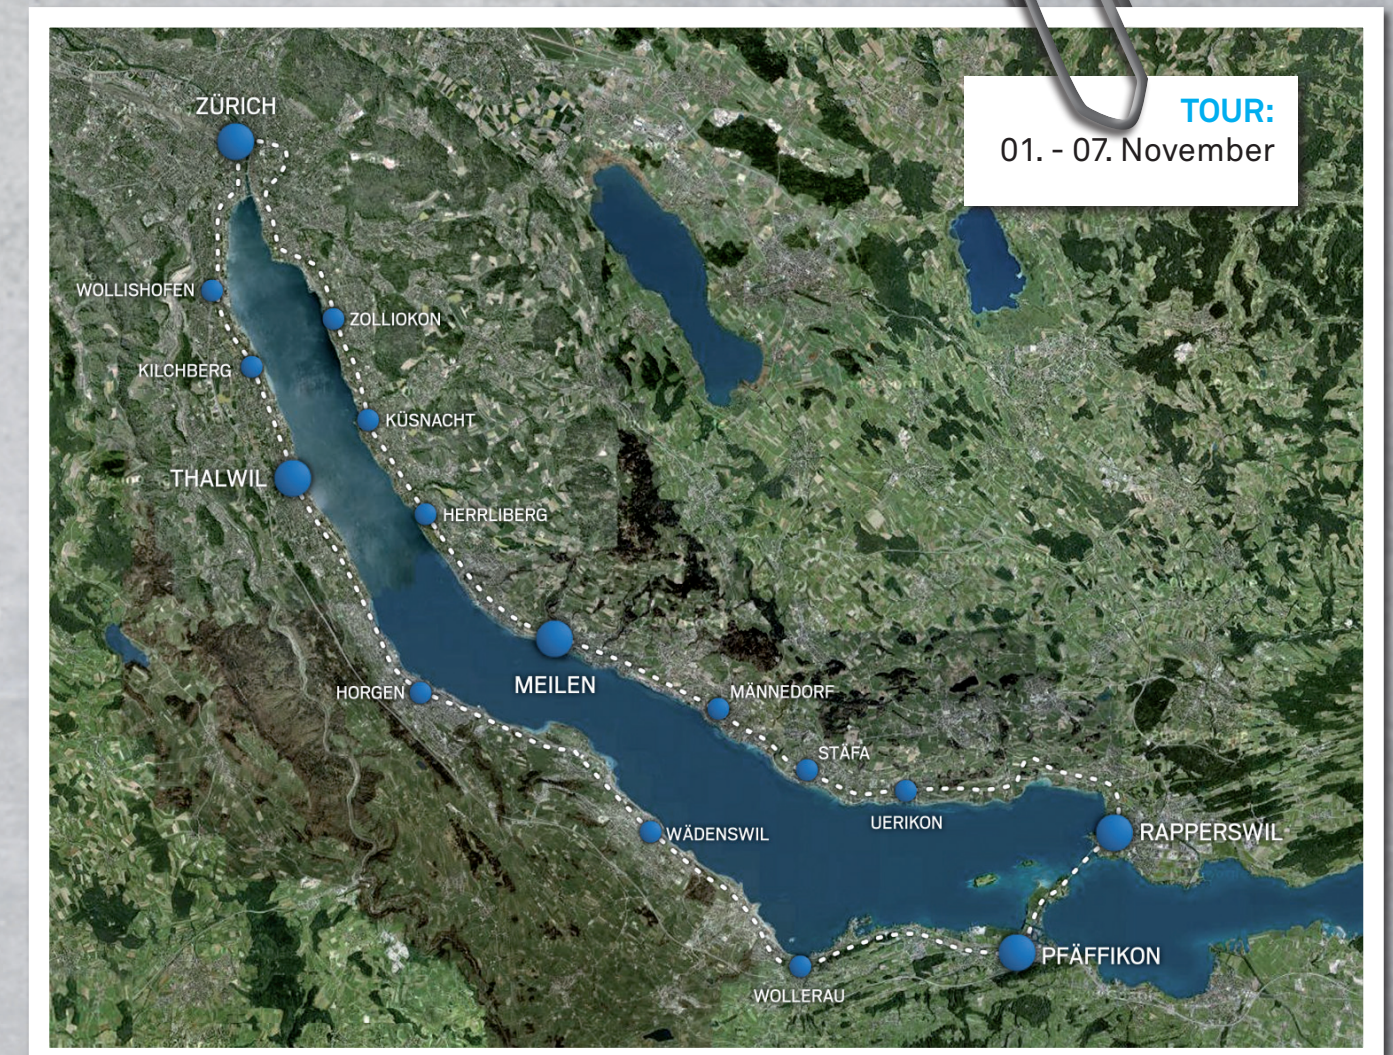 TOUR:
01. - 07. November
ZÜRICH
WOLLISHOFEN
ZOLLIOKON
KILCHBERG
KÜSNACHT
THALWIL
HERRLIBERG
MEILEN
HORGEN
MÄNNEDORF
STÄFA
UERIKON
WÄDENSWIL
RAPPERSWIL
PFÄFFIKON
WOLLERAU